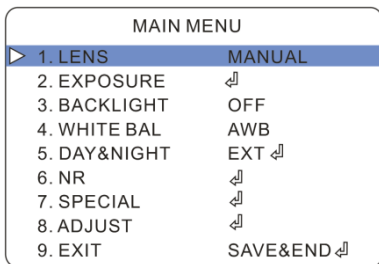 MAIN MENU
1. LENS MANUAL
2. EXPOSURE ⏎
3. BACKLIGHT OFF
4. WHITE BAL AWB
5. DAY&NIGHT EXT ⏎
6. NR ⏎
7. SPECIAL ⏎
8. ADJUST ⏎
9. EXIT SAVE&END ⏎